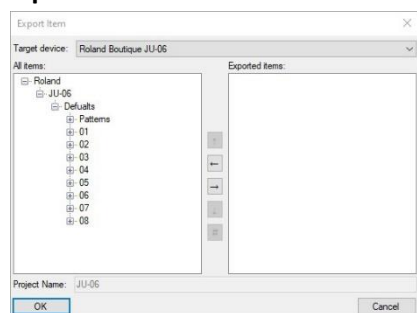 Export Item
Target device: Roland Boutique JU-06
All items: Exported items:
Roland
JU-06
Defualts
Patterns
01
02
03
04
05
06
07
08
Project Name: JU-06
OK Cancel